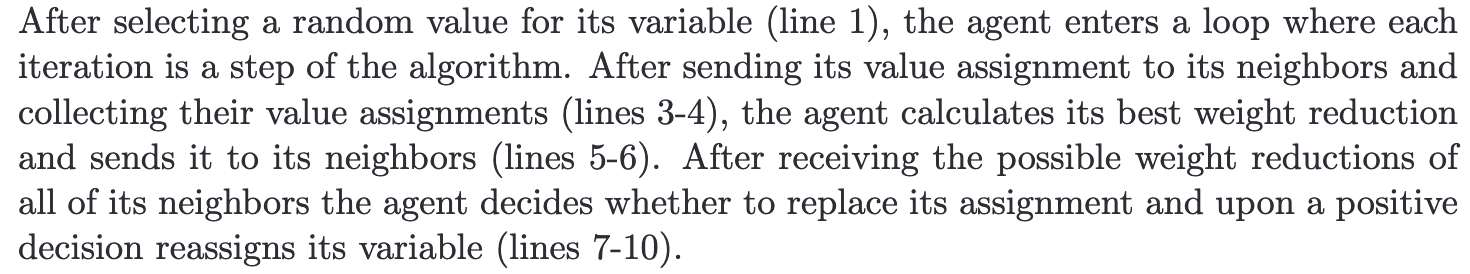 After selecting a random value for its variable (line 1), the agent enters a loop where each
iteration is a step of the algorithm. After sending its value assignment to its neighbors and
collecting their value assignments (lines 3-4), the agent calculates its best weight reduction
and sends it to its neighbors (lines 5-6). After receiving the possible weight reductions of
all of its neighbors the agent decides whether to replace its assignment and upon a positive
decision reassigns its variable (lines 7-10).